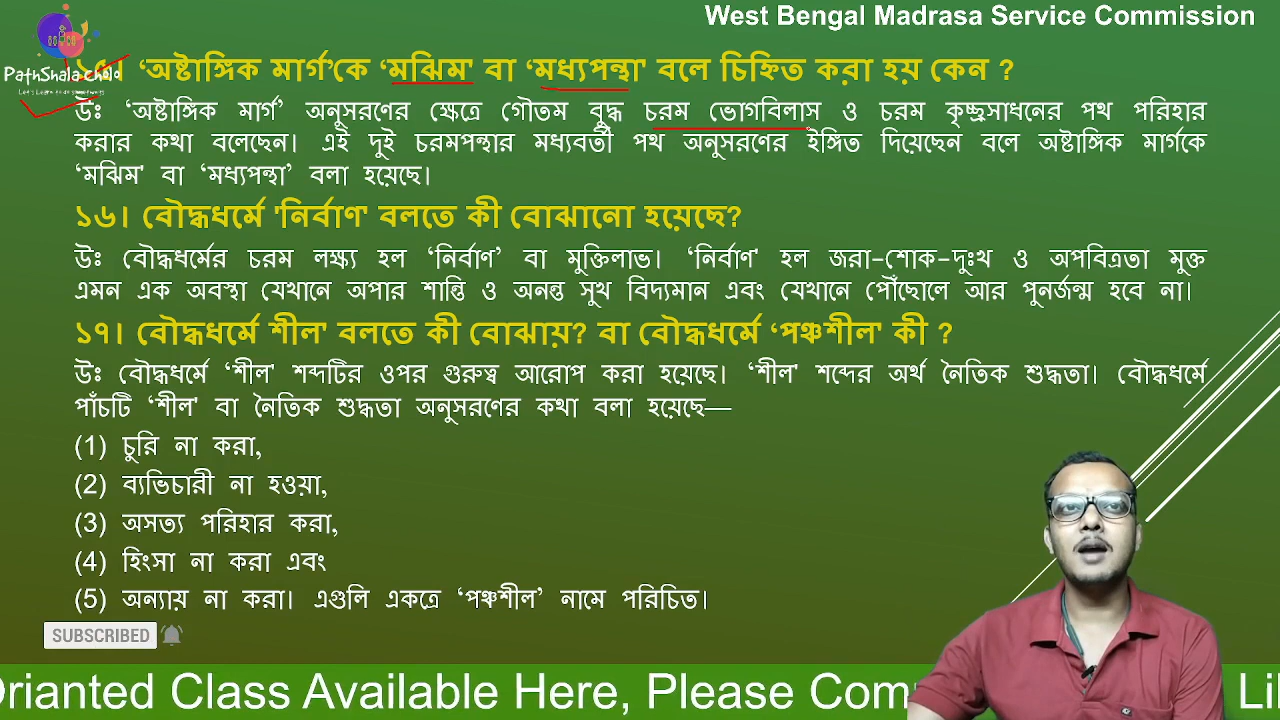 West Bengal Madrasa Service Commission
PathShala Chalo
১৫। ‘অষ্টাঙ্গিক মার্গ’কে ‘মঝিম' বা ‘মধ্যপন্থা' বলে চিহ্নিত করা হয় কেন ?
উঃ ‘অষ্টাঙ্গিক মার্গ’ অনুসরণের ক্ষেত্রে গৌতম বুদ্ধ চরম ভোগবিলাস ও চরম কৃচ্ছ্রসাধনের পথ পরিহার
করার কথা বলেছেন। এই দুই চরমপন্থার মধ্যবর্তী পথ অনুসরণের ইঙ্গিত দিয়েছেন বলে অষ্টাঙ্গিক মার্গকে
‘মঝিম' বা ‘মধ্যপন্থা’ বলা হয়েছে।
১৬। বৌদ্ধধর্মে 'নির্বাণ' বলতে কী বোঝানো হয়েছে?
উঃ বৌদ্ধধর্মের চরম লক্ষ্য হল ‘নির্বাণ’ বা মুক্তিলাভ। ‘নির্বাণ' হল জরা-শোক-দুঃখ ও অপবিত্রতা মুক্ত
এমন এক অবস্থা যেখানে অপার শান্তি ও অনন্ত সুখ বিদ্যমান এবং যেখানে পৌঁছোলে আর পুনর্জন্ম হবে না।
১৭। বৌদ্ধধর্মে শীল' বলতে কী বোঝায়? বা বৌদ্ধধর্মে ‘পঞ্চশীল' কী ?
উঃ বৌদ্ধধর্মে ‘শীল' শব্দটির ওপর গুরুত্ব আরোপ করা হয়েছে। ‘শীল' শব্দের অর্থ নৈতিক শুদ্ধতা। বৌদ্ধধর্মে
পাঁচটি ‘শীল' বা নৈতিক শুদ্ধতা অনুসরণের কথা বলা হয়েছে—
(1) চুরি না করা,
(2) ব্যভিচারী না হওয়া,
(3) অসত্য পরিহার করা,
(4) হিংসা না করা এবং
(5) অন্যায় না করা। এগুলি একত্রে ‘পঞ্চশীল’ নামে পরিচিত।
SUBSCRIBED
Orianted Class Available Here, Please Com Li